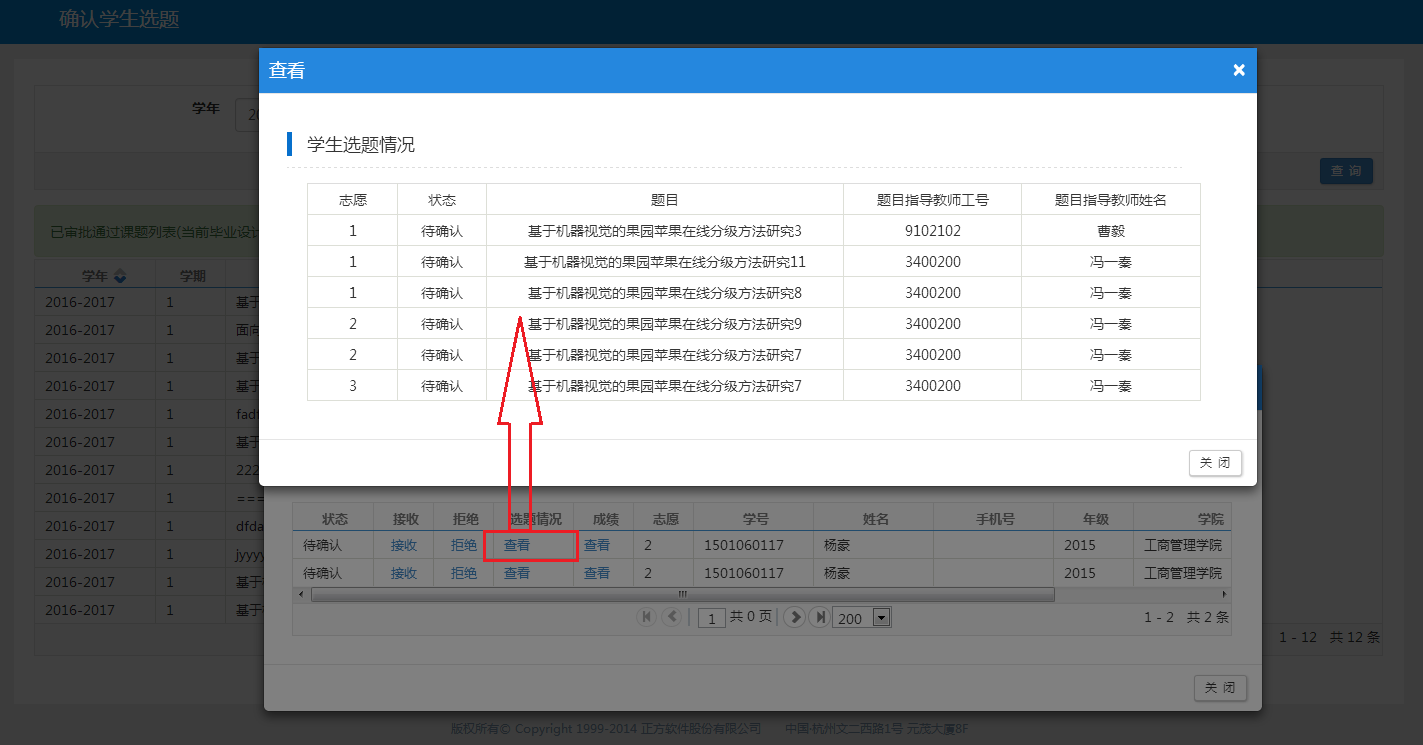 确认学生选题
查看 ×
学年 20
学生选题情况
查 询
志愿 状态 题目 题目指导教师工号 题目指导教师姓名
1 待确认 基于机器视觉的果园苹果在线分级方法研究3 9102102 曹毅
1 待确认 基于机器视觉的果园苹果在线分级方法研究11 3400200 冯一秦
1 待确认 基于机器视觉的果园苹果在线分级方法研究8 3400200 冯一秦
2 待确认 基于机器视觉的果园苹果在线分级方法研究9 3400200 冯一秦
2 待确认 基于机器视觉的果园苹果在线分级方法研究7 3400200 冯一秦
3 待确认 基于机器视觉的果园苹果在线分级方法研究7 3400200 冯一秦
关 闭
已审批通过课题列表(当前毕业设计
学年 学期
2016-2017 1 基于
2016-2017 1 面向
2016-2017 1 基于
2016-2017 1 基于
2016-2017 1 fadf
2016-2017 1 基于
2016-2017 1 222
2016-2017 1 ===
2016-2017 1 dfda
2016-2017 1 jyyyy
2016-2017 1 基于
2016-2017 1 基于
状态 接收 拒绝 选题情况 成绩 志愿 学号 姓名 手机号 年级 学院
待确认 接收 拒绝 查看 查看 2 1501060117 杨豪 2015 工商管理学院
待确认 接收 拒绝 查看 查看 2 1501060117 杨豪 2015 工商管理学院
1 共 0 页 200 1 - 2 共 2 条
1 - 12 共 12 条
关 闭
版权所有© Copyright 1999-2014 正方软件股份有限公司 中国·杭州文二西路1号 元茂大厦8F